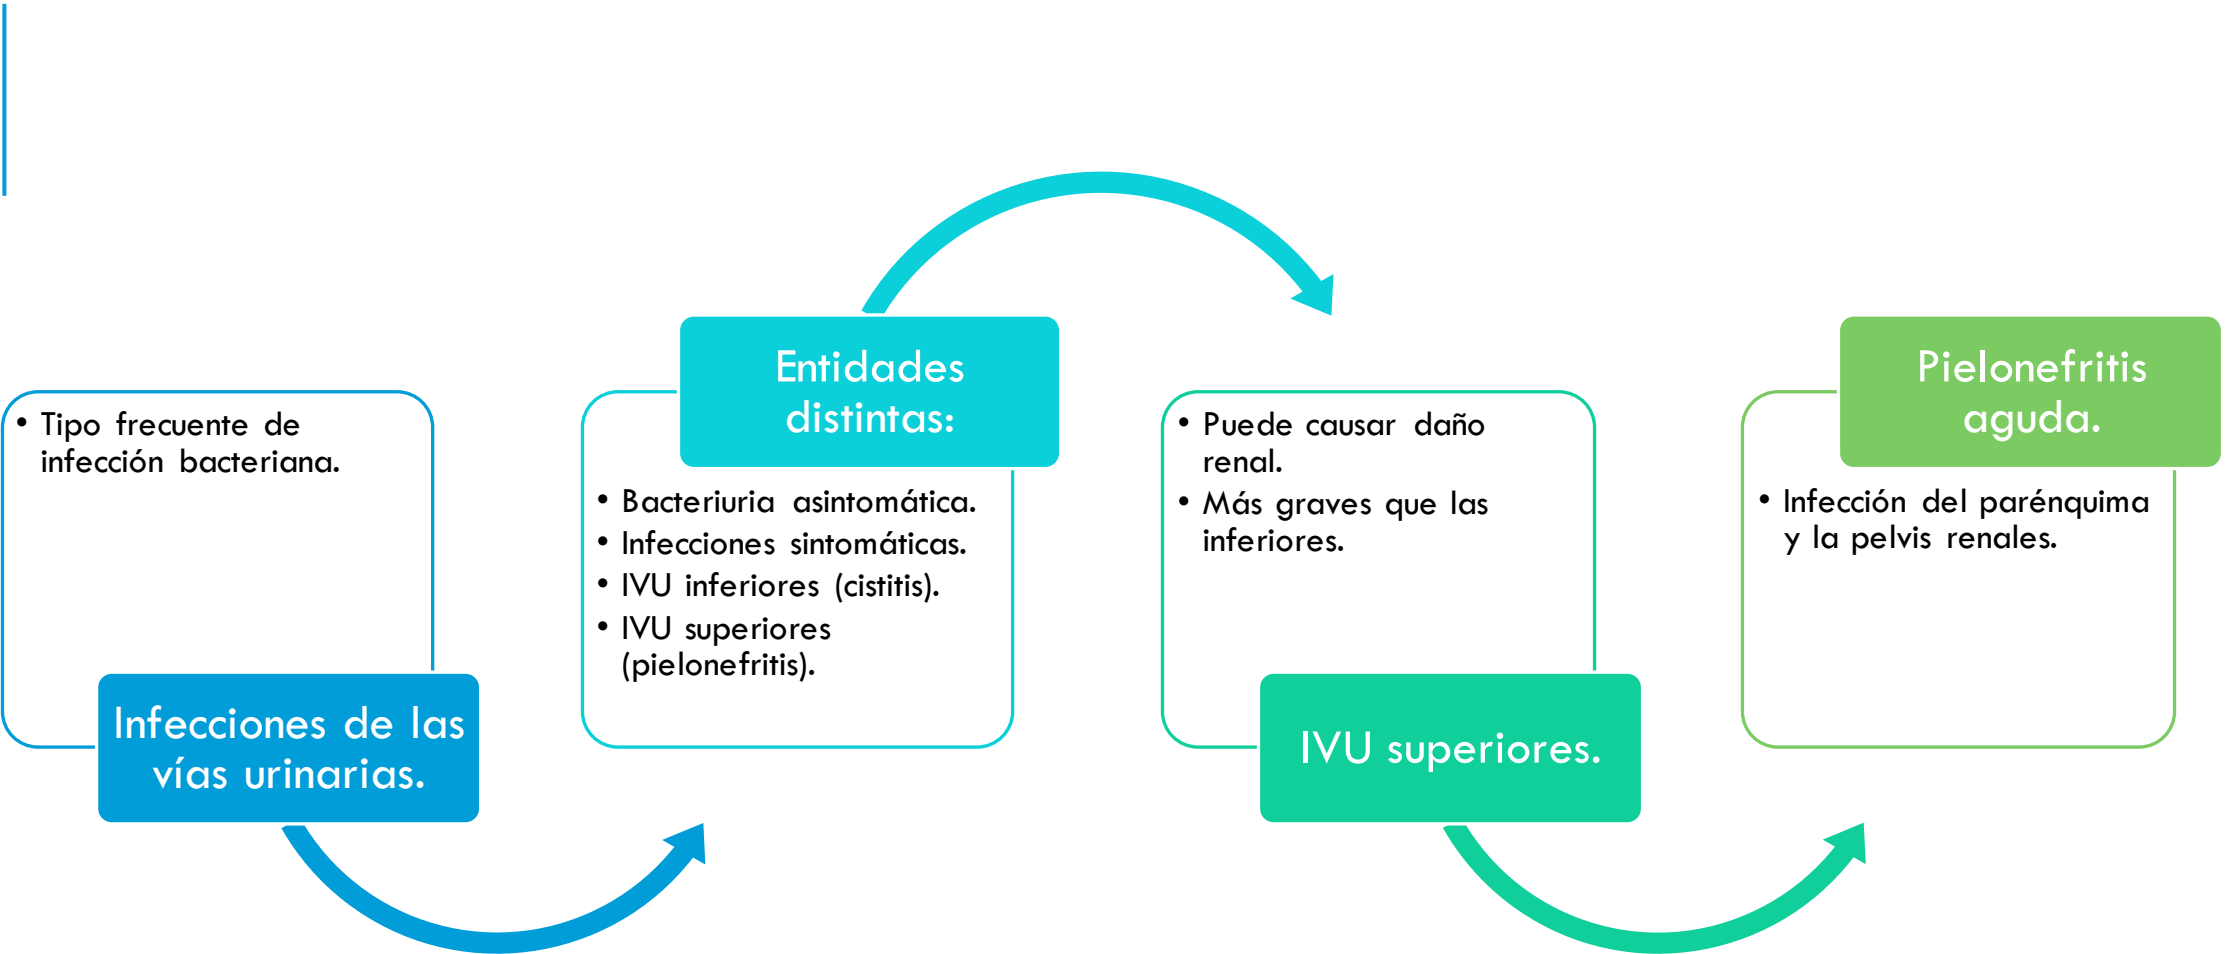 • Tipo frecuente de
infección bacteriana.
Infecciones de las
vías urinarias.
Entidades
distintas:
• Bacteriuria asintomática.
• Infecciones sintomáticas.
• IVU inferiores (cistitis).
• IVU superiores
(pielonefritis).
• Puede causar daño
renal.
• Más graves que las
inferiores.
IVU superiores.
Pielonefritis
aguda.
• Infección del parénquima
y la pelvis renales.